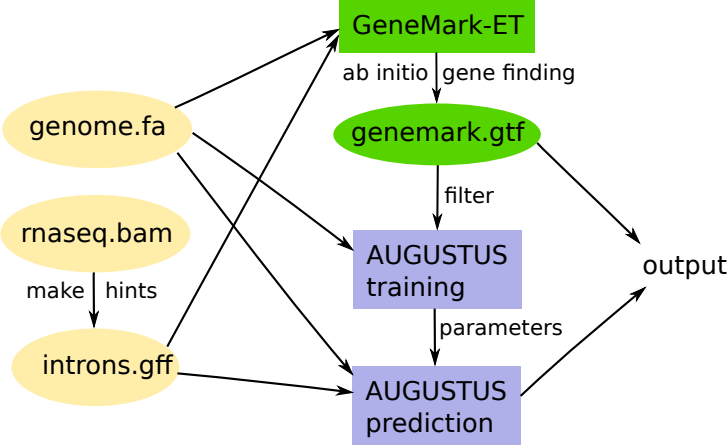 GeneMark-ET
ab initio gene finding
genome.fa
genemark.gtf
filter
rnaseq.bam
AUGUSTUS
training
output
make hints
parameters
introns.gff
AUGUSTUS
prediction